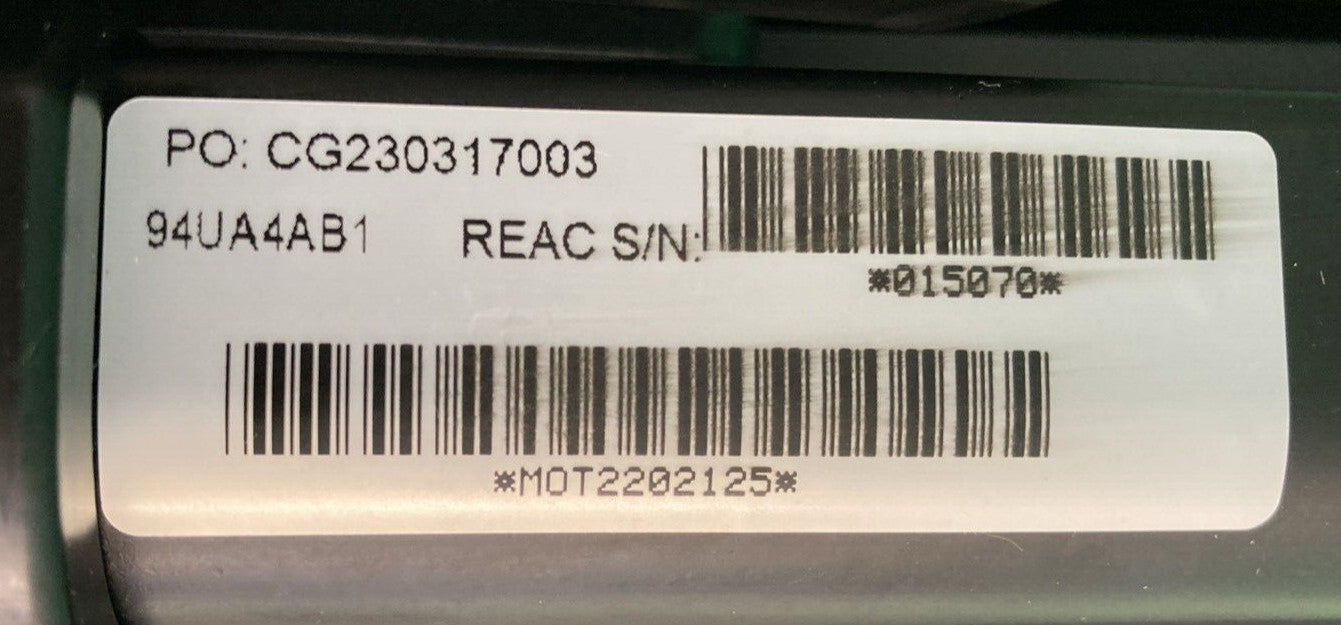 PO: CG230317003
94UA4AB1 REAC S/N:
*015070*
*MOT2202125*